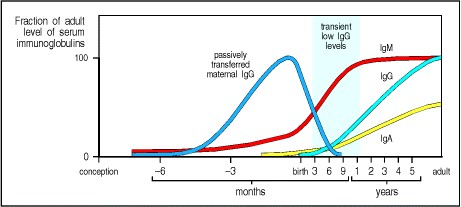 Fraction of adult
level of serum
immunoglobulins
transient
low IgG
levels
passively
transferred
maternal IgG
IgM
IgG
IgA
100
0
conception
–6
–3
birth 3 6 9 1 2 3 4 5 adult
months
years